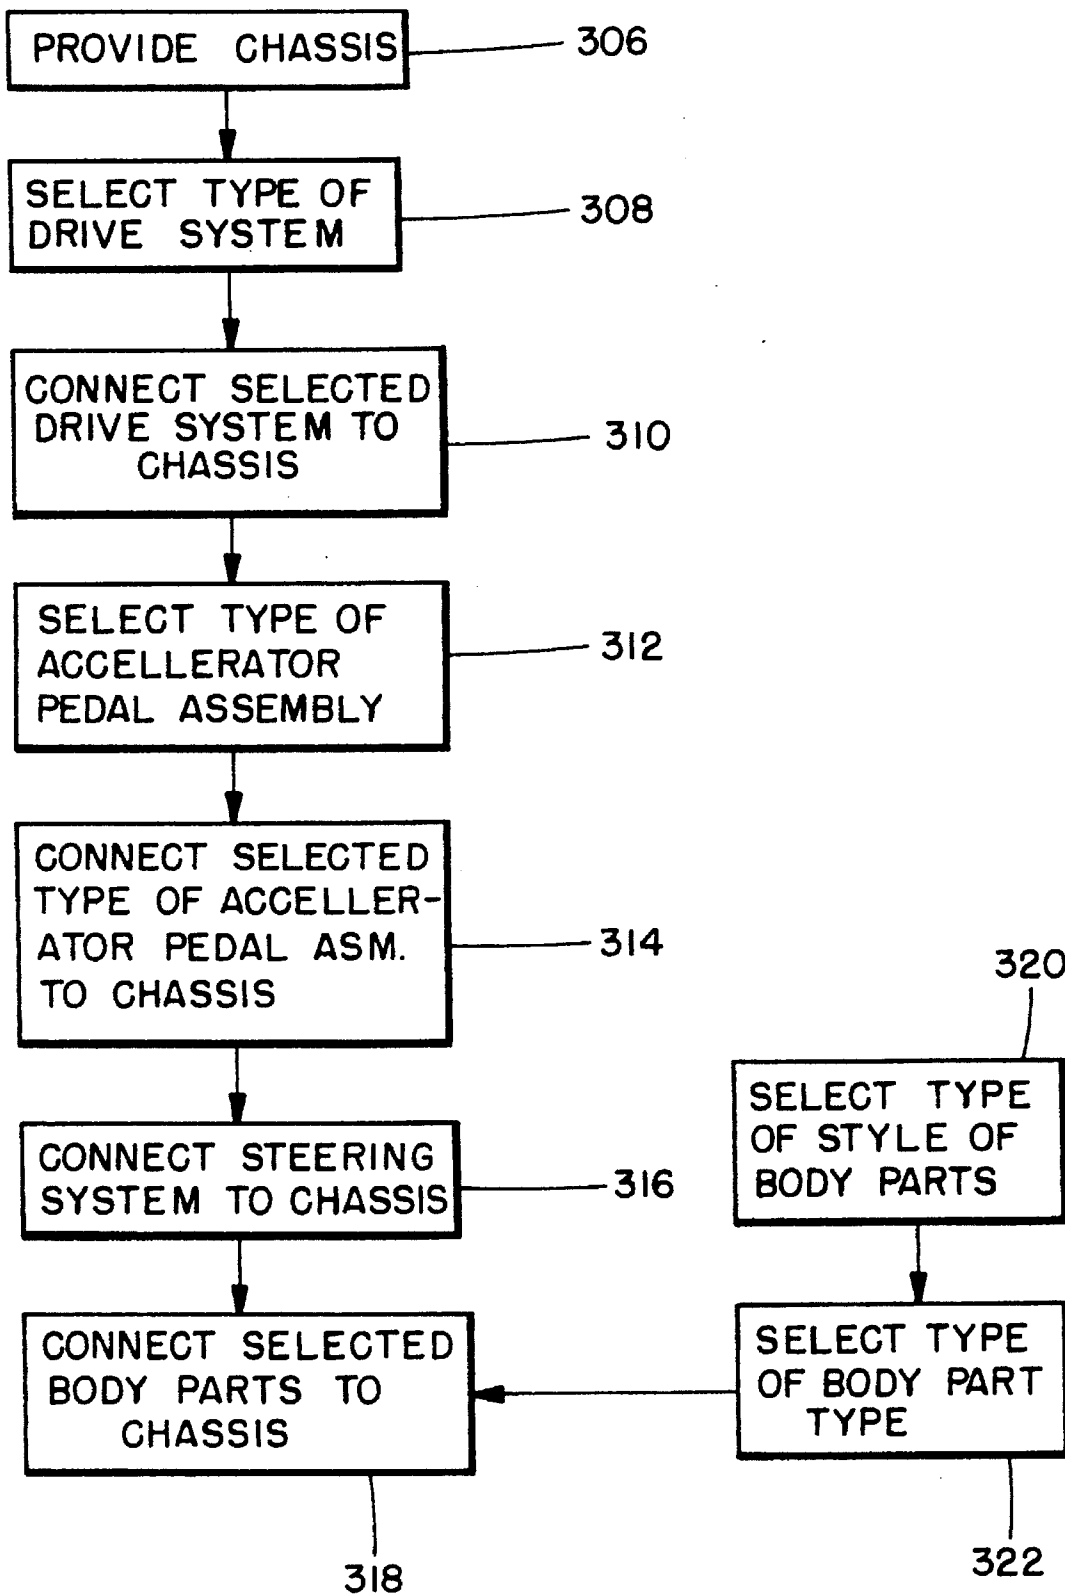 PROVIDE CHASSIS
306
SELECT TYPE OF
DRIVE SYSTEM
308
CONNECT SELECTED
DRIVE SYSTEM TO
CHASSIS
310
SELECT TYPE OF
ACCELLERATOR
PEDAL ASSEMBLY
312
CONNECT SELECTED
TYPE OF ACCELLER-
ATOR PEDAL ASM.
TO CHASSIS
314
CONNECT STEERING
SYSTEM TO CHASSIS
316
CONNECT SELECTED
BODY PARTS TO
CHASSIS
318
320
SELECT TYPE
OF STYLE OF
BODY PARTS
SELECT TYPE
OF BODY PART
TYPE
322